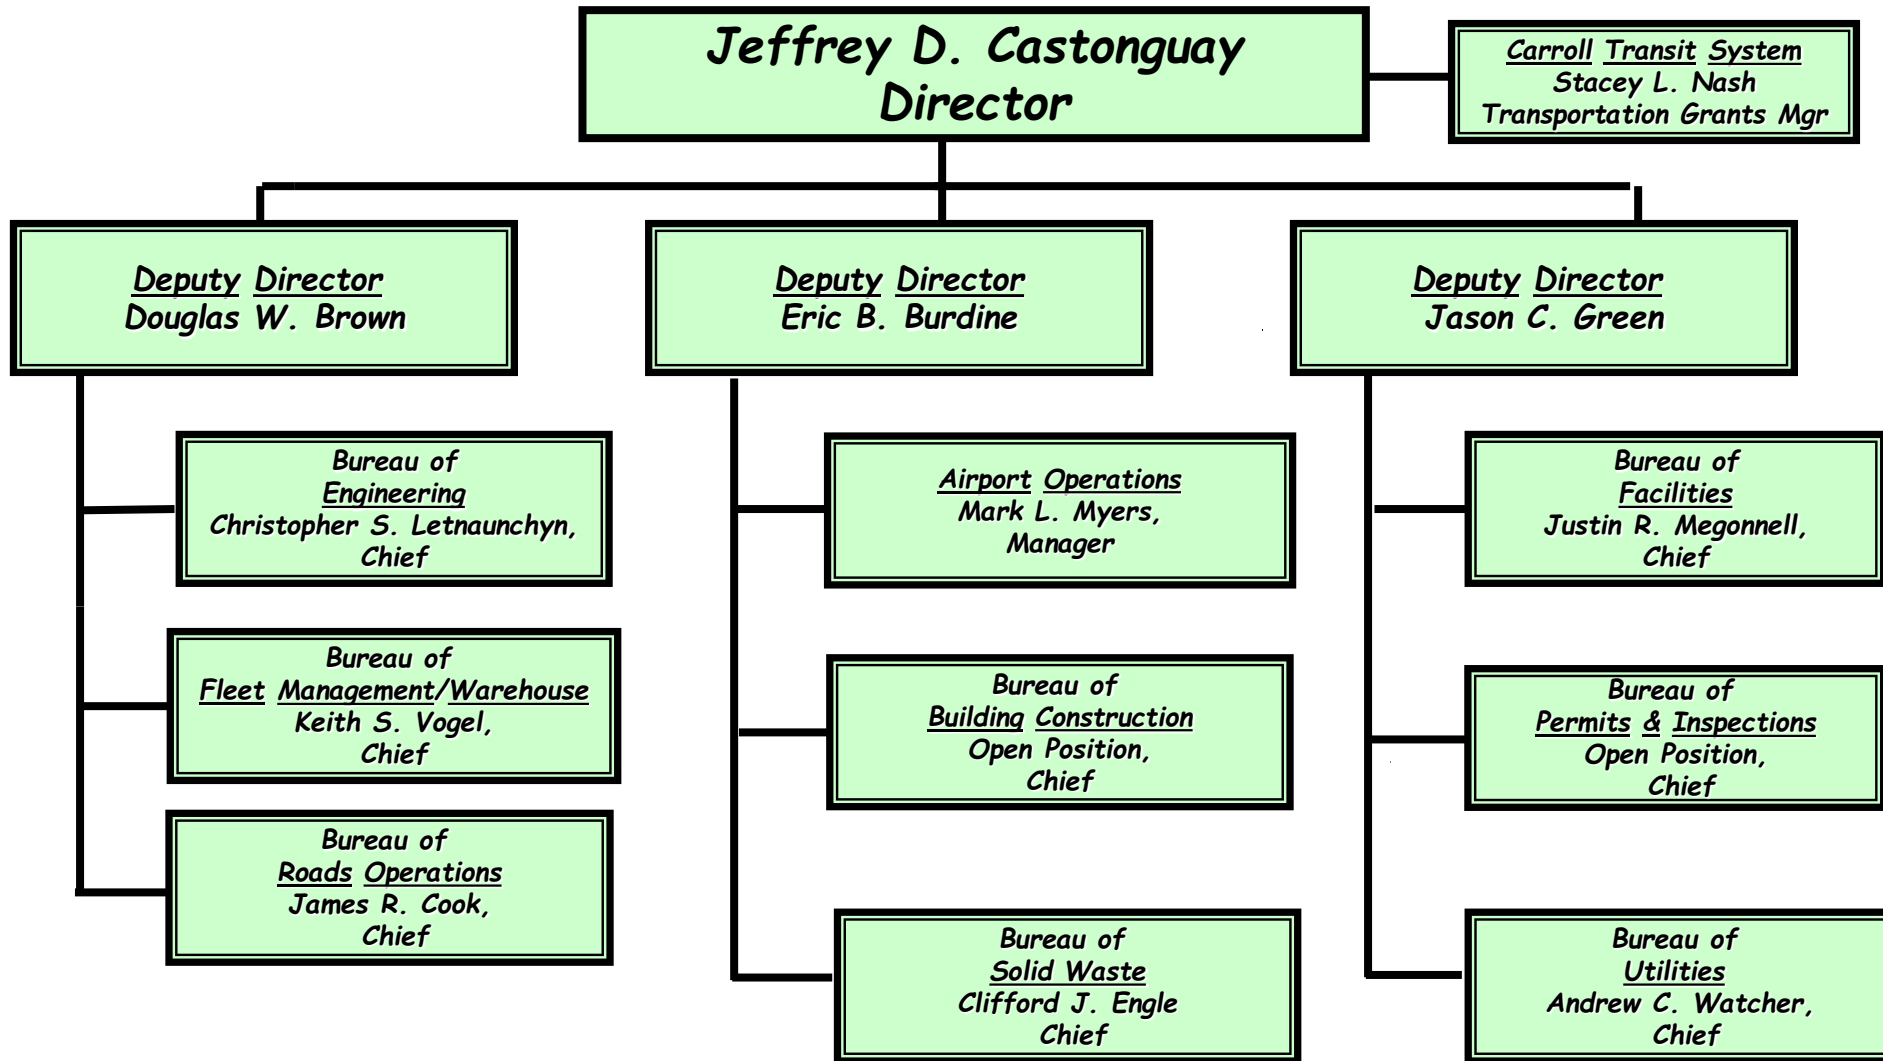 Jeffrey D. Castonguay
Director
Carroll Transit System
Stacey L. Nash
Transportation Grants Mgr
Deputy Director
Douglas W. Brown
Deputy Director
Eric B. Burdine
Deputy Director
Jason C. Green
Bureau of
Engineering
Christopher S. Letnaunchyn,
Chief
Bureau of
Fleet Management/Warehouse
Keith S. Vogel,
Chief
Bureau of
Roads Operations
James R. Cook,
Chief
Airport Operations
Mark L. Myers,
Manager
Bureau of
Building Construction
Open Position,
Chief
Bureau of
Solid Waste
Clifford J. Engle
Chief
Bureau of
Facilities
Justin R. Megonnell,
Chief
Bureau of
Permits & Inspections
Open Position,
Chief
Bureau of
Utilities
Andrew C. Watcher,
Chief